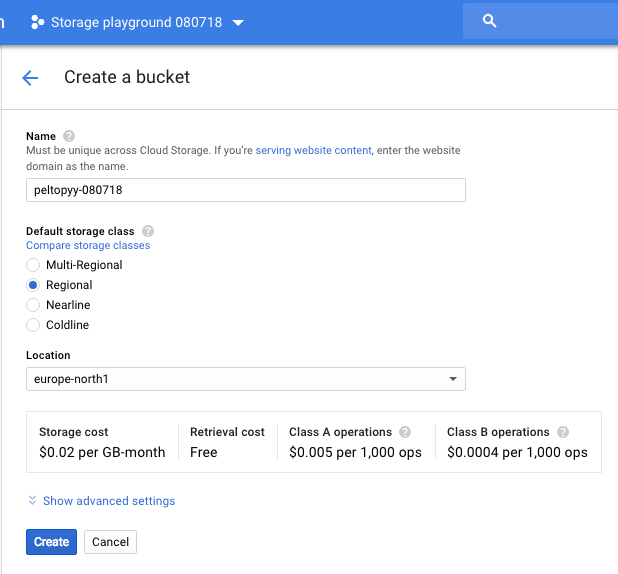 Storage playground 080718
Create a bucket
Name
Must be unique across Cloud Storage. If you're serving website content, enter the website
domain as the name.
peltopyy-080718
Default storage class
Compare storage classes
Multi-Regional
Regional
Nearline
Coldline
Location
europe-north1
Storage cost
$0.02 per GB-month
Retrieval cost
Free
Class A operations
$0.005 per 1,000 ops
Class B operations
$0.0004 per 1,000 ops
Show advanced settings
Create
Cancel